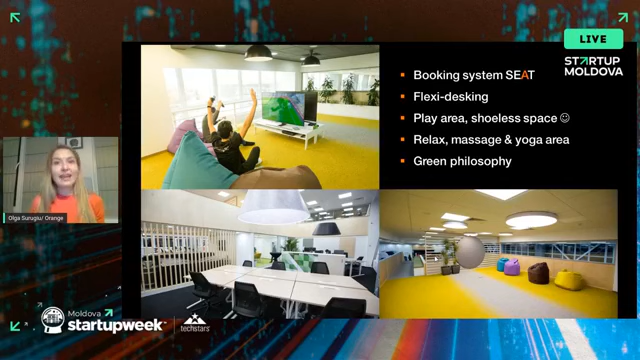 LIVE
STARTUP
MOLDOVA
Booking system SEAT
Flexi-desking
Play area, shoeless space ☺
Relax, massage & yoga area
Green philosophy
Olga Surugiu/ Orange
Moldova
startupweek
techstars